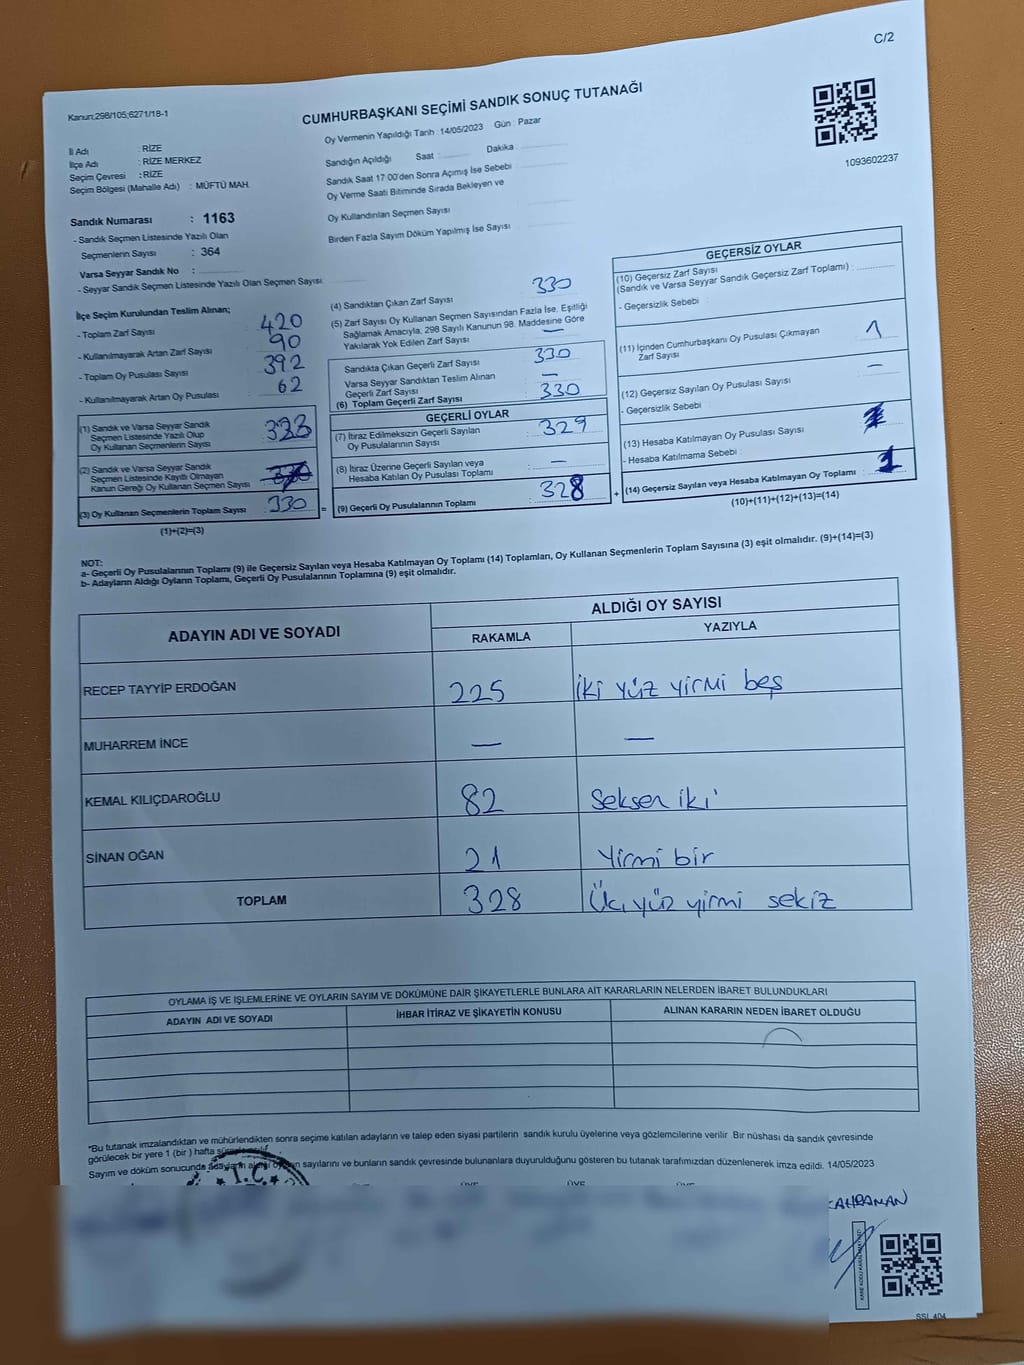 C/2
Kanun;298/105;6271/18-1
CUMHURBAŞKANI SEÇİMİ SANDIK SONUÇ TUTANAĞI
Oy Vermenin Yapıldığı Tarih : 14/05/2023 Gün : Pazar
İl Adı : RİZE
İlçe Adı : RİZE MERKEZ
Seçim Çevresi : RİZE
Seçim Bölgesi (Mahalle Adı) : MÜFTÜ MAH.
Sandığın Açıldığı Saat : Dakika :
Sandık Saat 17:00'den Sonra Açımış İse Sebebi
Oy Verme Saati Bitiminde Sırada Bekleyen ve
Oy Kullandırılan Seçmen Sayısı
Birden Fazla Sayım Döküm Yapılmış İse Sayısı
1093602237
Sandık Numarası : 1163
- Sandık Seçmen Listesinde Yazılı Olan
Seçmenlerin Sayısı : 364
Varsa Seyyar Sandık No :
- Seyyar Sandık Seçmen Listesinde Yazılı Olan Seçmen Sayısı
İlçe Seçim Kurulundan Teslim Alınan;
- Toplam Zarf Sayısı : 420
- Kullanılmayarak Artan Zarf Sayısı : 90
- Toplam Oy Pusulası Sayısı : 392
- Kullanılmayarak Artan Oy Pusulası : 62
(1) Sandık ve Varsa Seyyar Sandık
Seçmen Listesinde Yazılı Olup
Oy Kullanan Seçmenlerin Sayısı
(2) Sandık ve Varsa Seyyar Sandık
Seçmen Listesinde Kayıtlı Olmayan
Kanun Gereği Oy Kullanan Seçmen Sayısı
(3) Oy Kullanan Seçmenlerin Toplam Sayısı 330 =
(1)+(2)=(3)
(4) Sandıktan Çıkan Zarf Sayısı 330
(5) Zarf Sayısı Oy Kullanan Seçmen Sayısından Fazla İse, Eşitliği
Sağlamak Amacıyla, 298 Sayılı Kanunun 98. Maddesine Göre
Yakılarak Yok Edilen Zarf Sayısı —
Sandıkta Çıkan Geçerli Zarf Sayısı 330
Varsa Seyyar Sandıktan Teslim Alınan
Geçerli Zarf Sayısı —
(6) Toplam Geçerli Zarf Sayısı 330
GEÇERLİ OYLAR
(7) İtiraz Edilmeksizin Geçerli Sayılan
Oy Pusulalarının Sayısı : 329
(8) İtiraz Üzerine Geçerli Sayılan veya
Hesaba Katılan Oy Pusulası Toplamı : —
(9) Geçerli Oy Pusulalarının Toplamı : 328 +
GEÇERSİZ OYLAR
(10) Geçersiz Zarf Sayısı
(Sandık ve Varsa Seyyar Sandık Geçersiz Zarf Toplamı) :
- Geçersizlik Sebebi :
(11) İçinden Cumhurbaşkanı Oy Pusulası Çıkmayan
Zarf Sayısı 1
(12) Geçersiz Sayılan Oy Pusulası Sayısı —
- Geçersizlik Sebebi :
(13) Hesaba Katılmayan Oy Pusulası Sayısı
- Hesaba Katılmama Sebebi :
(14) Geçersiz Sayılan veya Hesaba Katılmayan Oy Toplamı : 1
(10)+(11)+(12)+(13)=(14)
NOT:
a- Geçerli Oy Pusulalarının Toplamı (9) ile Geçersiz Sayılan veya Hesaba Katılmayan Oy Toplamı (14) Toplamları, Oy Kullanan Seçmenlerin Toplam Sayısına (3) eşit olmalıdır. (9)+(14)=(3)
b- Adayların Aldığı Oyların Toplamı, Geçerli Oy Pusulalarının Toplamına (9) eşit olmalıdır.
ADAYIN ADI VE SOYADI
ALDIĞI OY SAYISI
RAKAMLA YAZIYLA
RECEP TAYYİP ERDOĞAN 225 İki yüz yirmi beş
MUHARREM İNCE — —
KEMAL KILIÇDAROĞLU 82 Seksen iki
SİNAN OĞAN 21 Yirmi bir
TOPLAM 328 Üç yüz yirmi sekiz
OYLAMA İŞ VE İŞLEMLERİNE VE OYLARIN SAYIM VE DÖKÜMÜNE DAİR ŞİKAYETLERLE BUNLARA AİT KARARLARIN NELERDEN İBARET BULUNDUKLARI
ADAYIN ADI VE SOYADI İHBAR İTİRAZ VE ŞİKAYETİN KONUSU ALINAN KARARIN NEDEN İBARET OLDUĞU
*Bu tutanak imzalandıktan ve mühürlendikten sonra seçime katılan adayların ve talep eden siyasi partilerin sandık kurulu üyelerine veya gözlemcilerine verilir. Bir nüshası da sandık çevresinde
görülecek bir yere 1 (bir) hafta
Sayım ve döküm sonucunda adayların aldığı oyların sayılarını ve bunların sandık çevresinde bulunanlara duyurulduğunu gösteren bu tutanak tarafımızdan düzenlenerek imza edildi. 14/05/2023
T.C.
ÜYE ÜYE ÜYE
KAHRAMAN
SSI_404